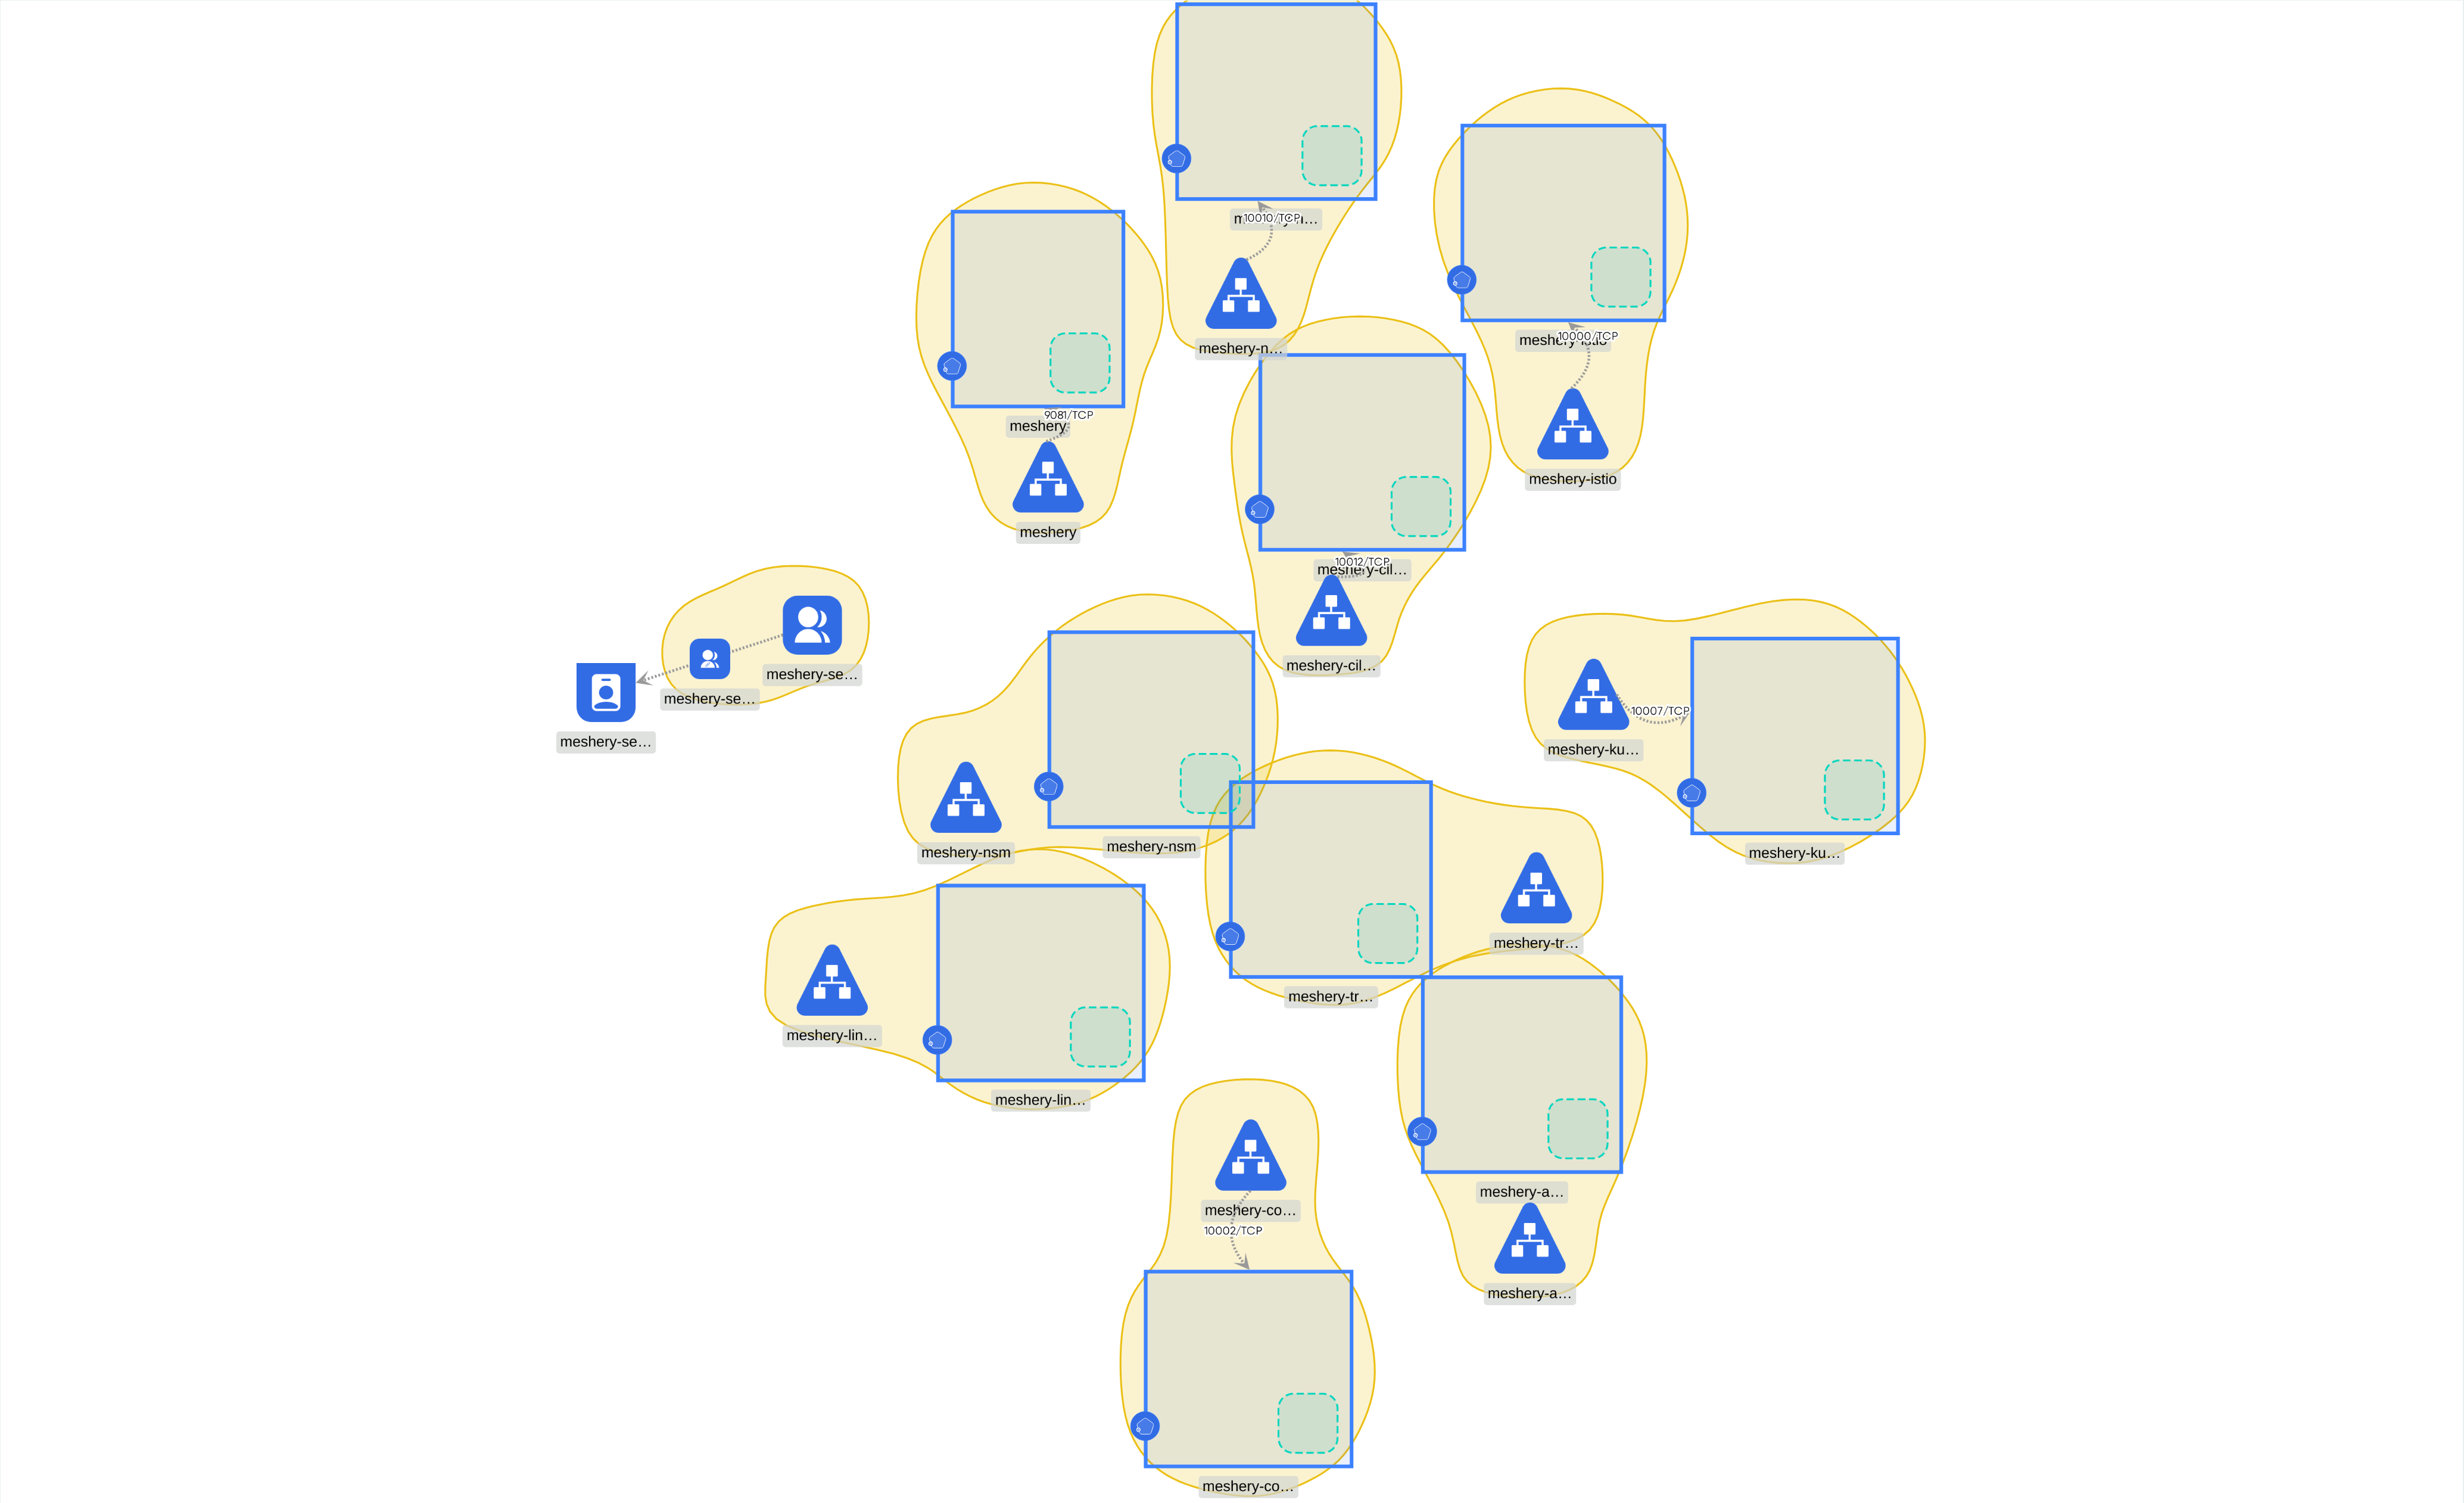 10010/TCP
meshery-n…
meshery-istio
10000/TCP
meshery-istio
9081/TCP
meshery
meshery
10012/TCP
meshery-cil…
meshery-cil…
meshery-se…
meshery-se…
meshery-se…
10007/TCP
meshery-ku…
meshery-ku…
meshery-nsm
meshery-nsm
meshery-tr…
meshery-tr…
meshery-lin…
meshery-lin…
meshery-a…
meshery-a…
meshery-co…
10002/TCP
meshery-co…